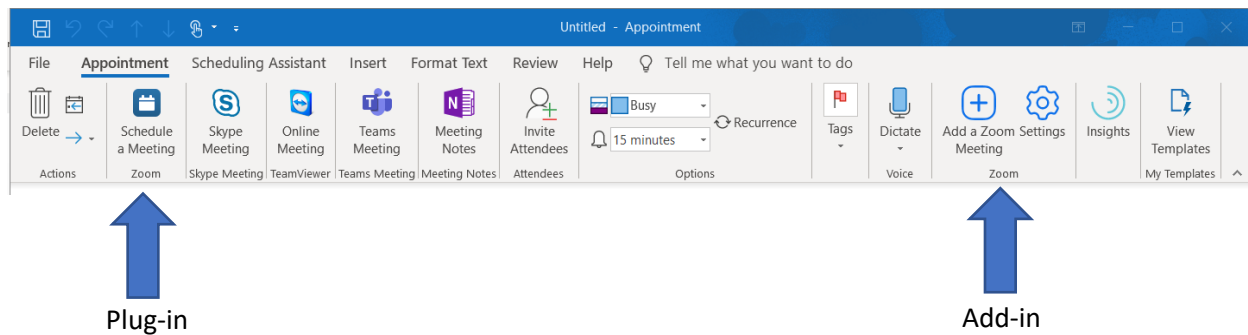 Untitled - Appointment
File Appointment Scheduling Assistant Insert Format Text Review Help Tell me what you want to do
Delete
Schedule
a Meeting
Skype
Meeting
Online
Meeting
Teams
Meeting
Meeting
Notes
Invite
Attendees
Busy
15 minutes
Recurrence
Tags
Dictate
Add a Zoom
Meeting
Settings
Insights
View
Templates
Actions Zoom Skype Meeting TeamViewer Teams Meeting Meeting Notes Attendees Options Voice Zoom My Templates
Plug-in Add-in